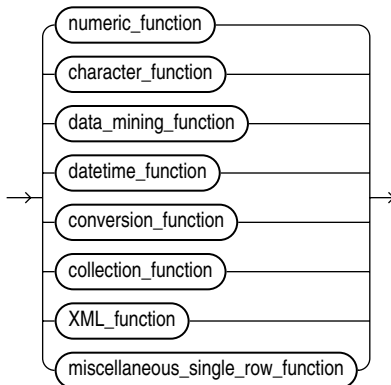 numeric_function
character_function
data_mining_function
datetime_function
conversion_function
collection_function
XML_function
miscellaneous_single_row_function